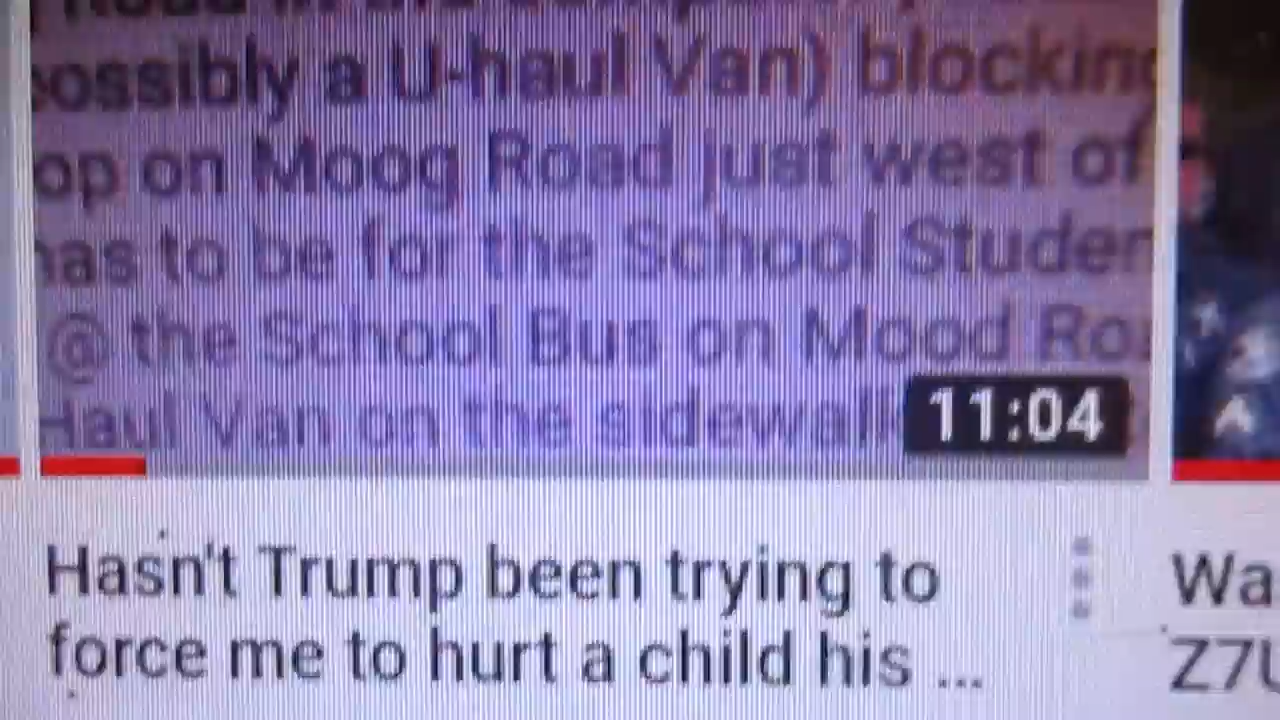 possibly a U-haul Van) blocking
op on Moog Road just west of
has to be for the School Studen
@ the School Bus on Mood Roa
Haul Van on the sidewalk
11:04
Hasn't Trump been trying to
force me to hurt a child his ...
Wa
Z7U